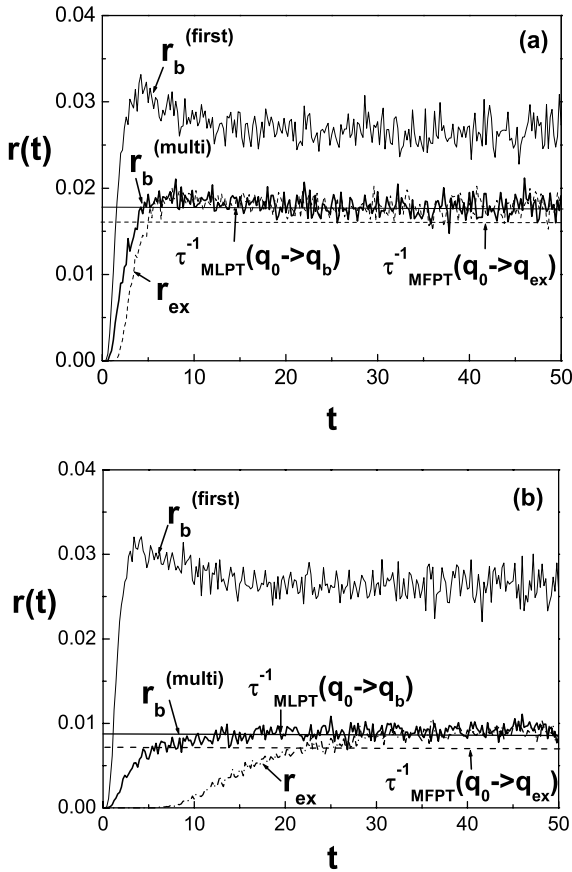 0.04
(a)
r_b^(first)
0.03
r(t)
r_b^(multi)
0.02
τ^-1_MLPT(q_0->q_b)
τ^-1_MFPT(q_0->q_ex)
0.01
r_ex
0.00
0 10 20 30 40 50
t
0.04
(b)
r_b^(first)
0.03
r(t)
0.02
r_b^(multi)
τ^-1_MLPT(q_0->q_b)
0.01
r_ex
τ^-1_MFPT(q_0->q_ex)
0.00
0 10 20 30 40 50
t